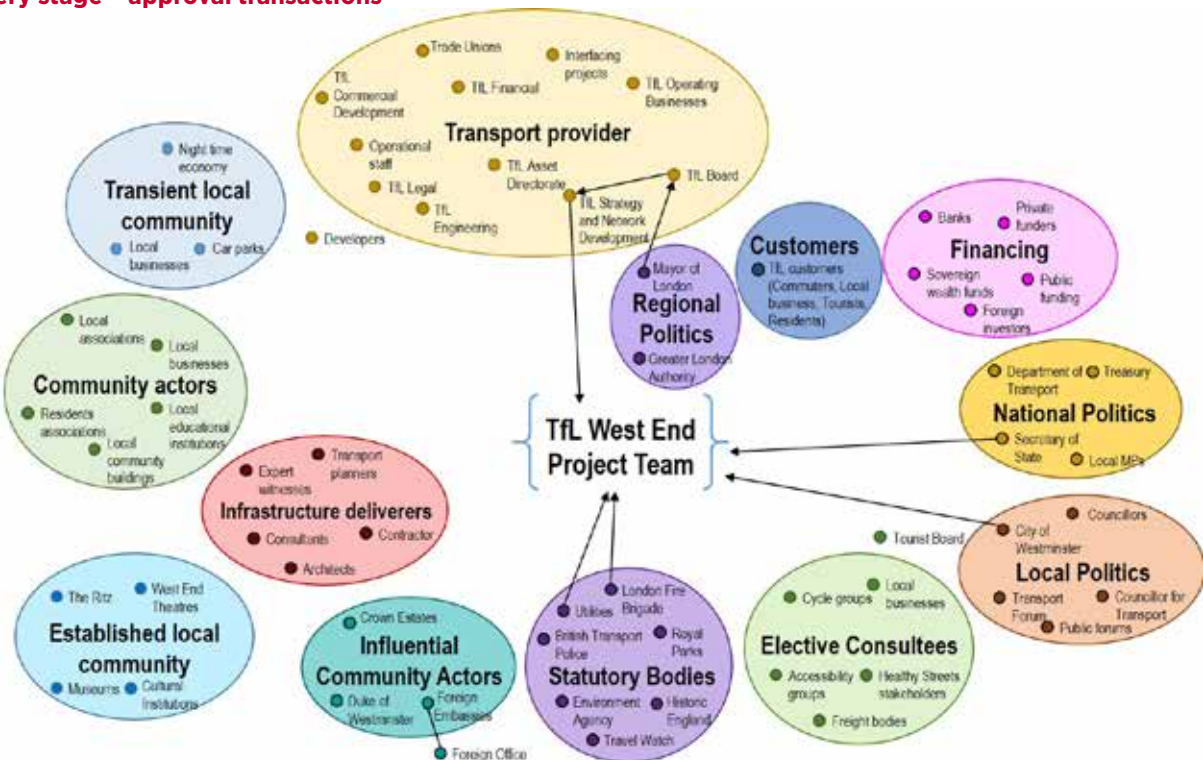 ery stage – approval transactions
Trade Unions
Interfacing
projects
TfL
Commercial
Development
TfL Financial
TfL Operating
Businesses
Transport provider
Operational
staff
TfL Asset
Directorate
TfL Board
TfL Legal
TfL
Engineering
TfL Strategy
and Network
Development
Developers
Night time
economy
Transient local
community
Local
businesses
Car parks
Mayor of
London
Regional
Politics
Greater London
Authority
Customers
TfL customers
(Commuters, Local
business, Tourists,
Residents)
Banks
Private
funders
Financing
Sovereign
wealth funds
Public
funding
Foreign
investors
Local
associations
Local
businesses
Community actors
Residents
associations
Local
educational
institutions
Local
community
buildings
Department of
Transport
Treasury
National Politics
Secretary of
State
Local MPs
TfL West End
Project Team
Expert
witnesses
Transport
planners
Infrastructure deliverers
Consultants
Contractor
Architects
Councillors
City of
Westminster
Local Politics
Transport
Forum
Councillor for
Transport
Public forums
Tourist Board
The Ritz
West End
Theatres
Established local
community
Museums
Cultural
Institutions
Crown Estates
Influential
Community Actors
Duke of
Westminster
Foreign
Embassies
Foreign Office
London Fire
Brigade
Utilities
British Transport
Police
Royal
Parks
Statutory Bodies
Environment
Agency
Historic
England
Travel Watch
Cycle groups
Local
businesses
Elective Consultees
Accessibility
groups
Healthy Streets
stakeholders
Freight bodies